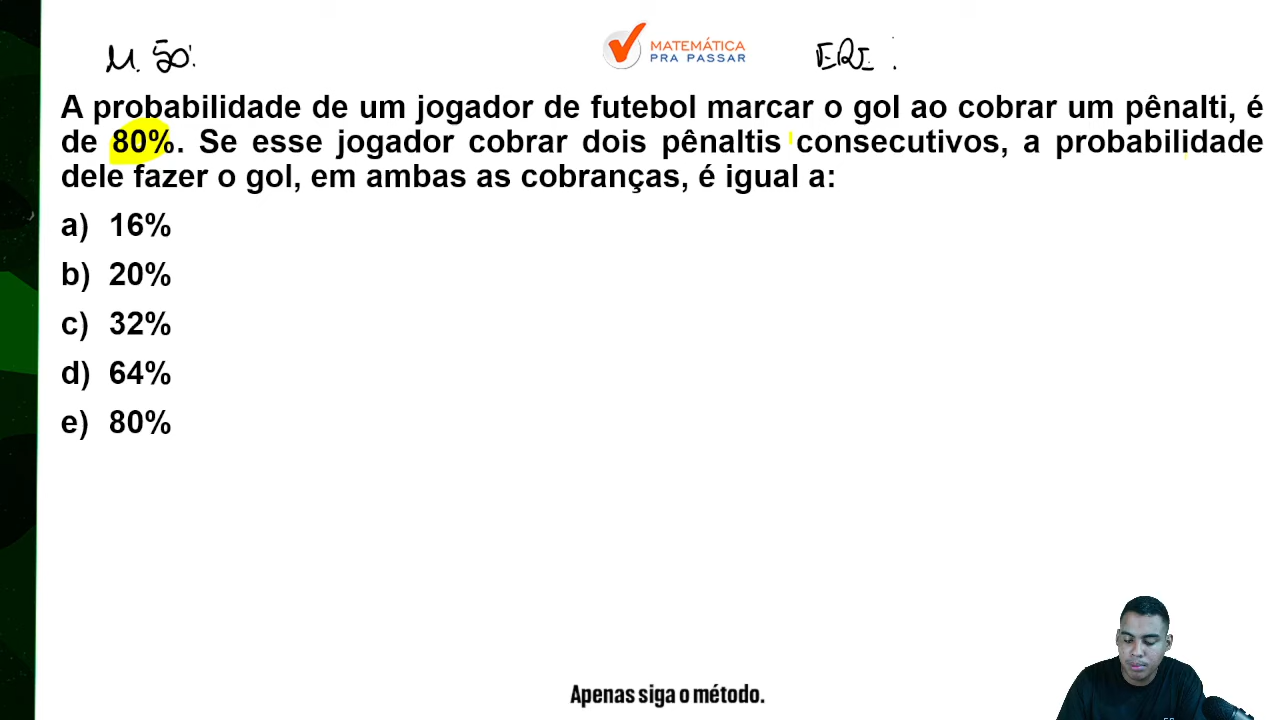 M. 50:
MATEMÁTICA
PRA PASSAR
A probabilidade de um jogador de futebol marcar o gol ao cobrar um pênalti, é
de 80%. Se esse jogador cobrar dois pênaltis consecutivos, a probabilidade
dele fazer o gol, em ambas as cobranças, é igual a:
a) 16%
b) 20%
c) 32%
d) 64%
e) 80%
Apenas siga o método.